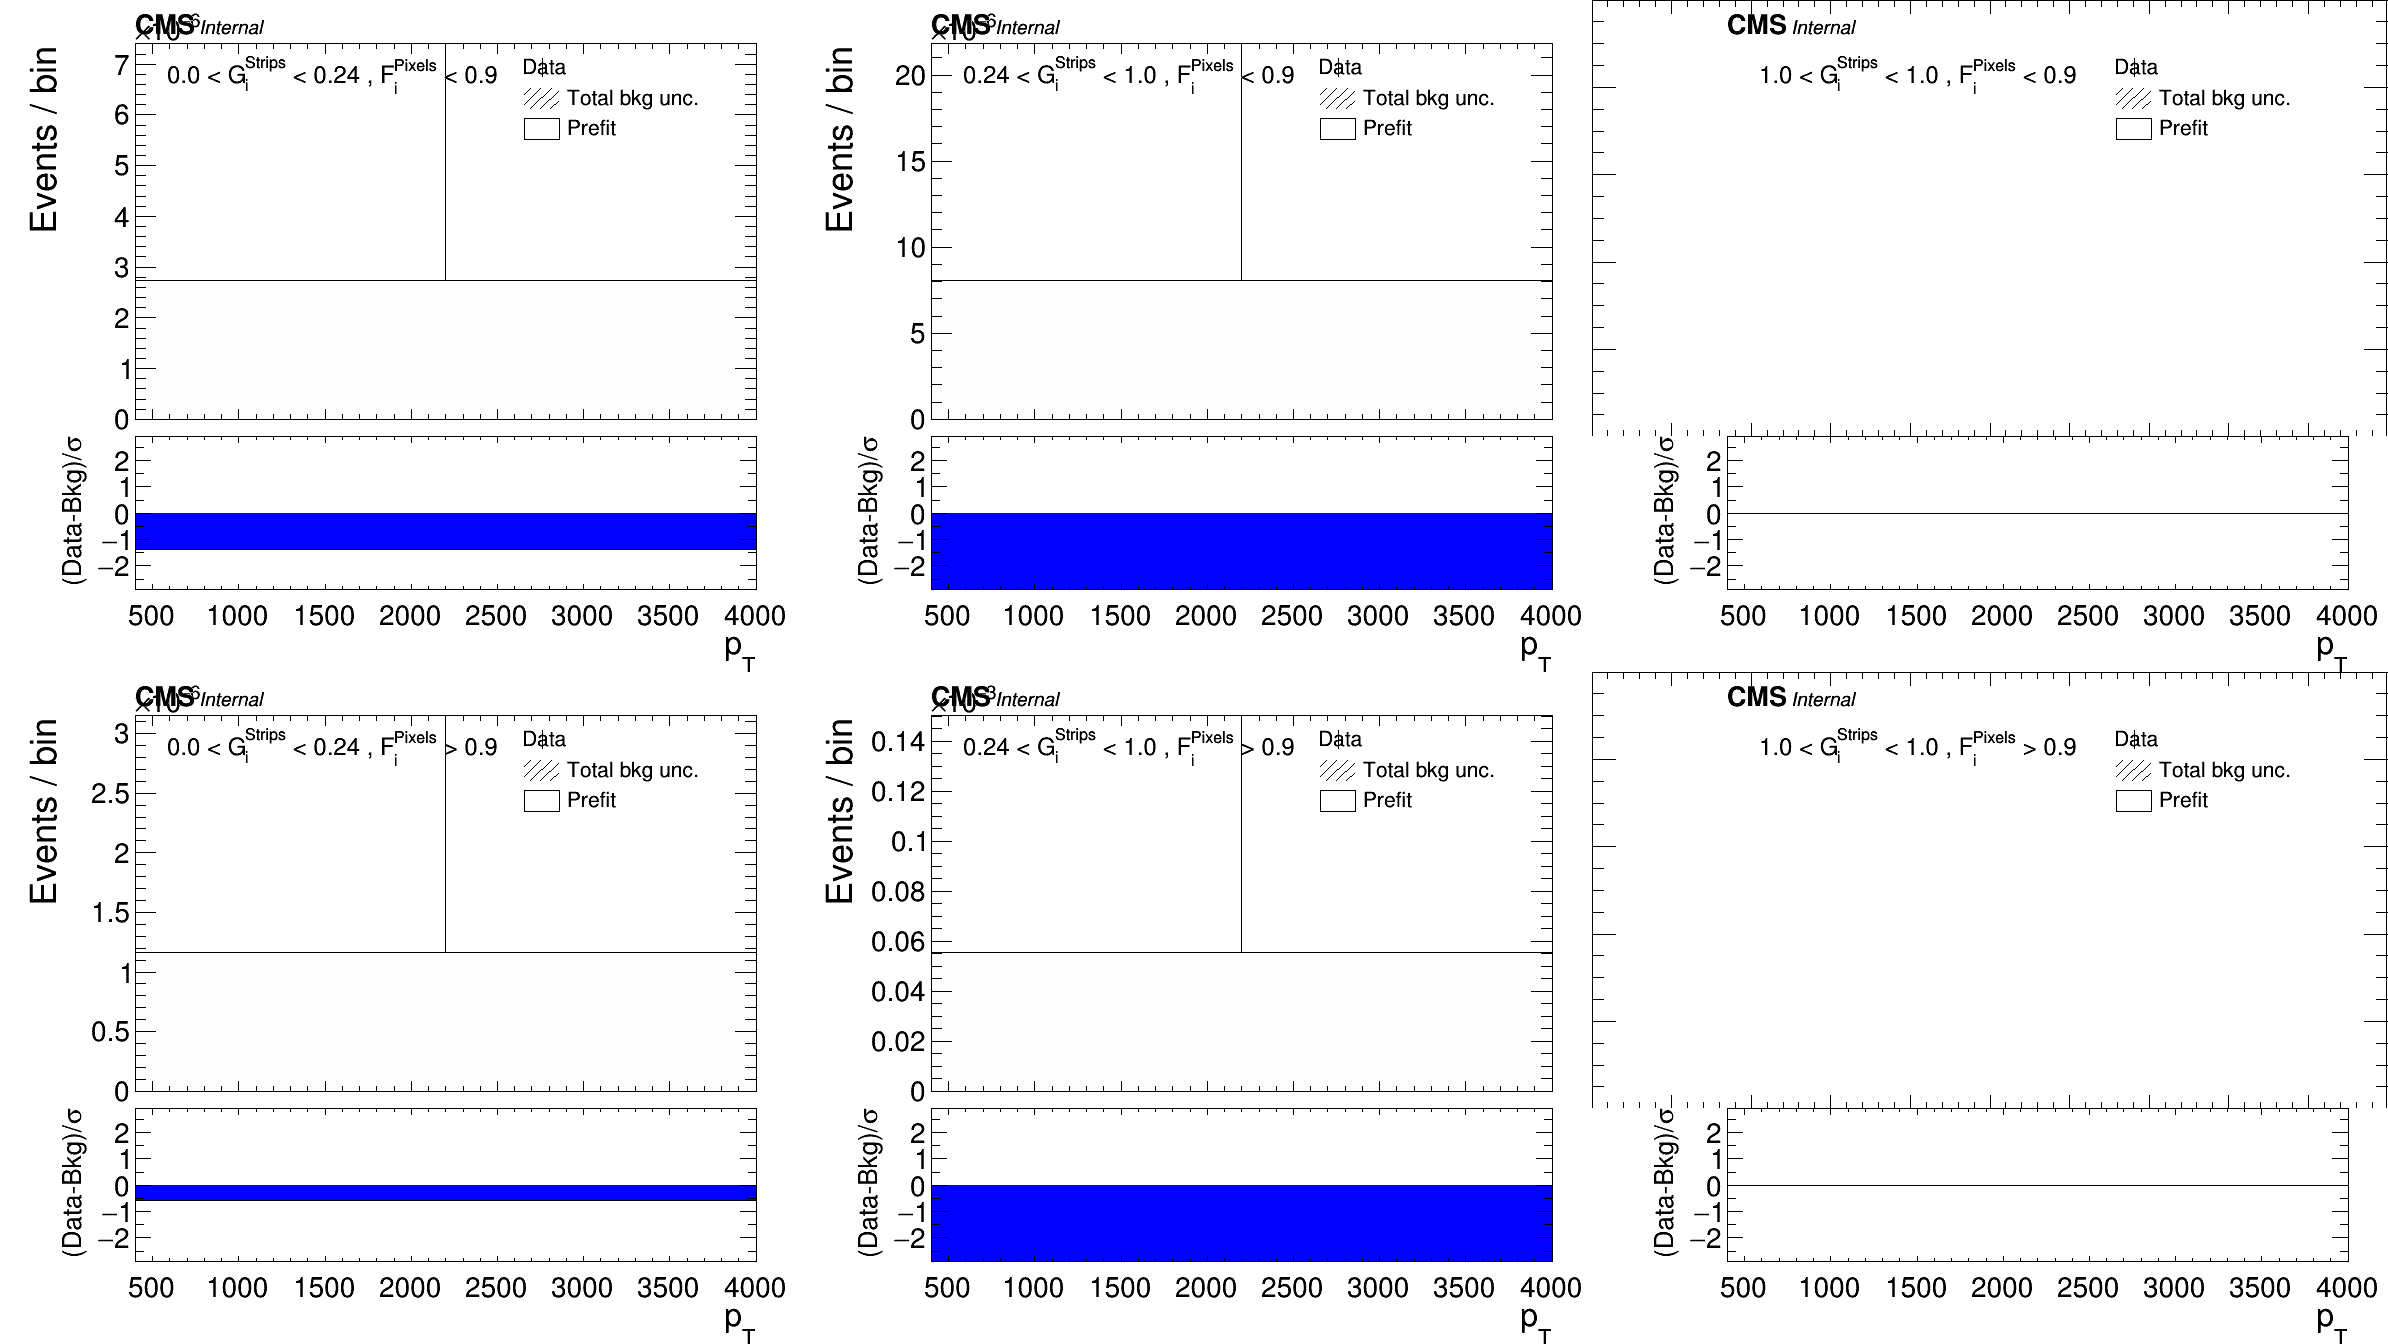 CMS Internal
Events / bin
0.0 < G_i^Strips < 0.24 , F_i^Pixels < 0.9
Data
Total bkg unc.
Prefit
7
6
5
4
3
2
1
0
(Data-Bkg)/σ
2
1
0
−1
−2
500 1000 1500 2000 2500 3000 3500 4000
p_T
CMS Internal
Events / bin
0.24 < G_i^Strips < 1.0 , F_i^Pixels < 0.9
Data
Total bkg unc.
Prefit
20
15
10
5
0
(Data-Bkg)/σ
2
1
0
−1
−2
500 1000 1500 2000 2500 3000 3500 4000
p_T
CMS Internal
1.0 < G_i^Strips < 1.0 , F_i^Pixels < 0.9
Data
Total bkg unc.
Prefit
(Data-Bkg)/σ
2
1
0
−1
−2
500 1000 1500 2000 2500 3000 3500 4000
p_T
CMS Internal
Events / bin
0.0 < G_i^Strips < 0.24 , F_i^Pixels > 0.9
Data
Total bkg unc.
Prefit
3
2.5
2
1.5
1
0.5
0
(Data-Bkg)/σ
2
1
0
−1
−2
500 1000 1500 2000 2500 3000 3500 4000
p_T
CMS Internal
Events / bin
0.24 < G_i^Strips < 1.0 , F_i^Pixels > 0.9
Data
Total bkg unc.
Prefit
0.14
0.12
0.1
0.08
0.06
0.04
0.02
0
(Data-Bkg)/σ
2
1
0
−1
−2
500 1000 1500 2000 2500 3000 3500 4000
p_T
CMS Internal
1.0 < G_i^Strips < 1.0 , F_i^Pixels > 0.9
Data
Total bkg unc.
Prefit
(Data-Bkg)/σ
2
1
0
−1
−2
500 1000 1500 2000 2500 3000 3500 4000
p_T